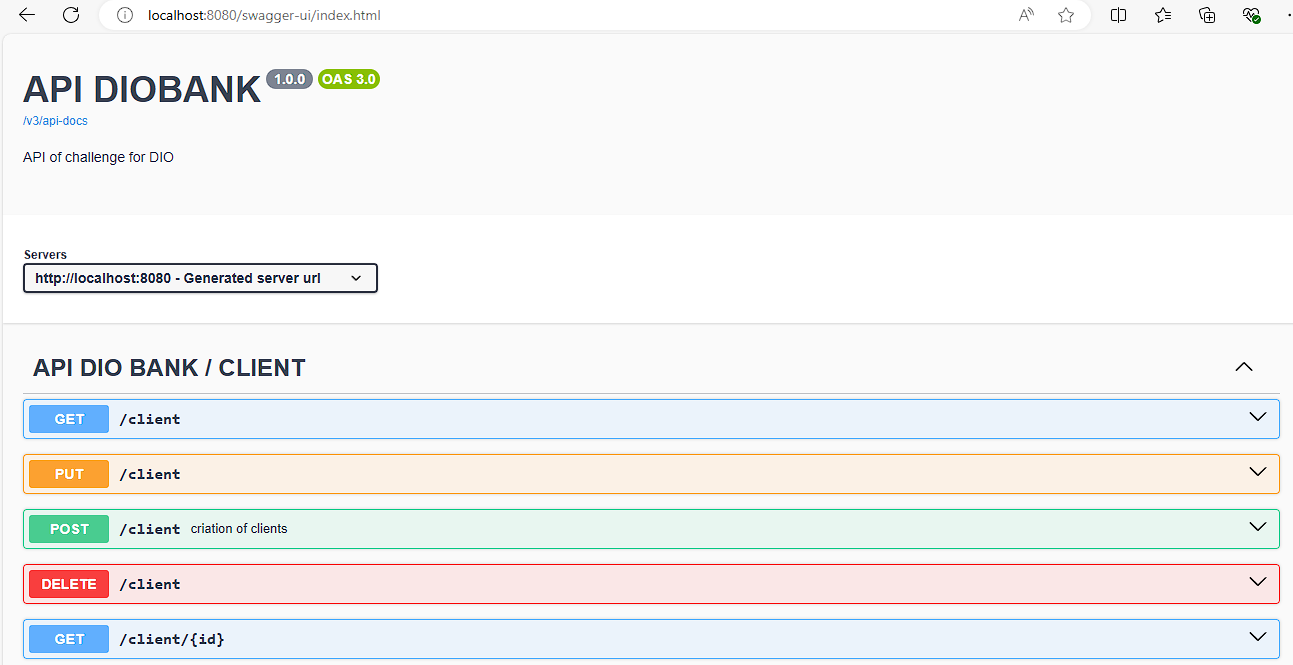 localhost:8080/swagger-ui/index.html
API DIOBANK 1.0.0 OAS 3.0
/v3/api-docs
API of challenge for DIO
Servers
http://localhost:8080 - Generated server url
API DIO BANK / CLIENT
GET /client
PUT /client
POST /client criation of clients
DELETE /client
GET /client/{id}